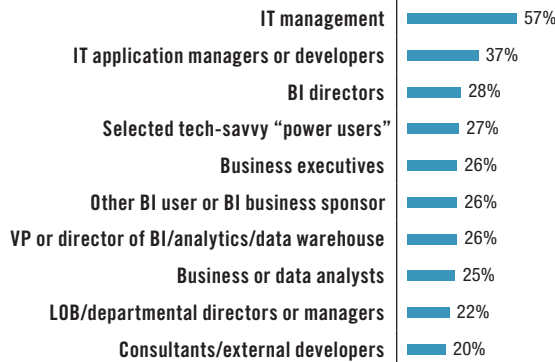 IT management 57%
IT application managers or developers 37%
BI directors 28%
Selected tech-savvy “power users” 27%
Business executives 26%
Other BI user or BI business sponsor 26%
VP or director of BI/analytics/data warehouse 26%
Business or data analysts 25%
LOB/departmental directors or managers 22%
Consultants/external developers 20%